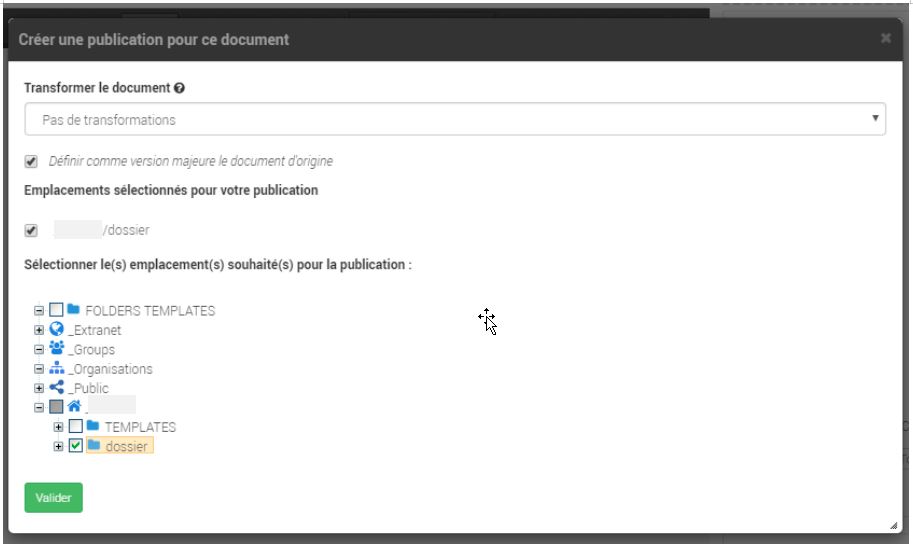 Créer une publication pour ce document
Transformer le document
Pas de transformations
Définir comme version majeure le document d'origine
Emplacements sélectionnés pour votre publication
/dossier
Sélectionner le(s) emplacement(s) souhaité(s) pour la publication :
FOLDERS TEMPLATES
_Extranet
_Groups
_Organisations
_Public
_
TEMPLATES
dossier
Valider